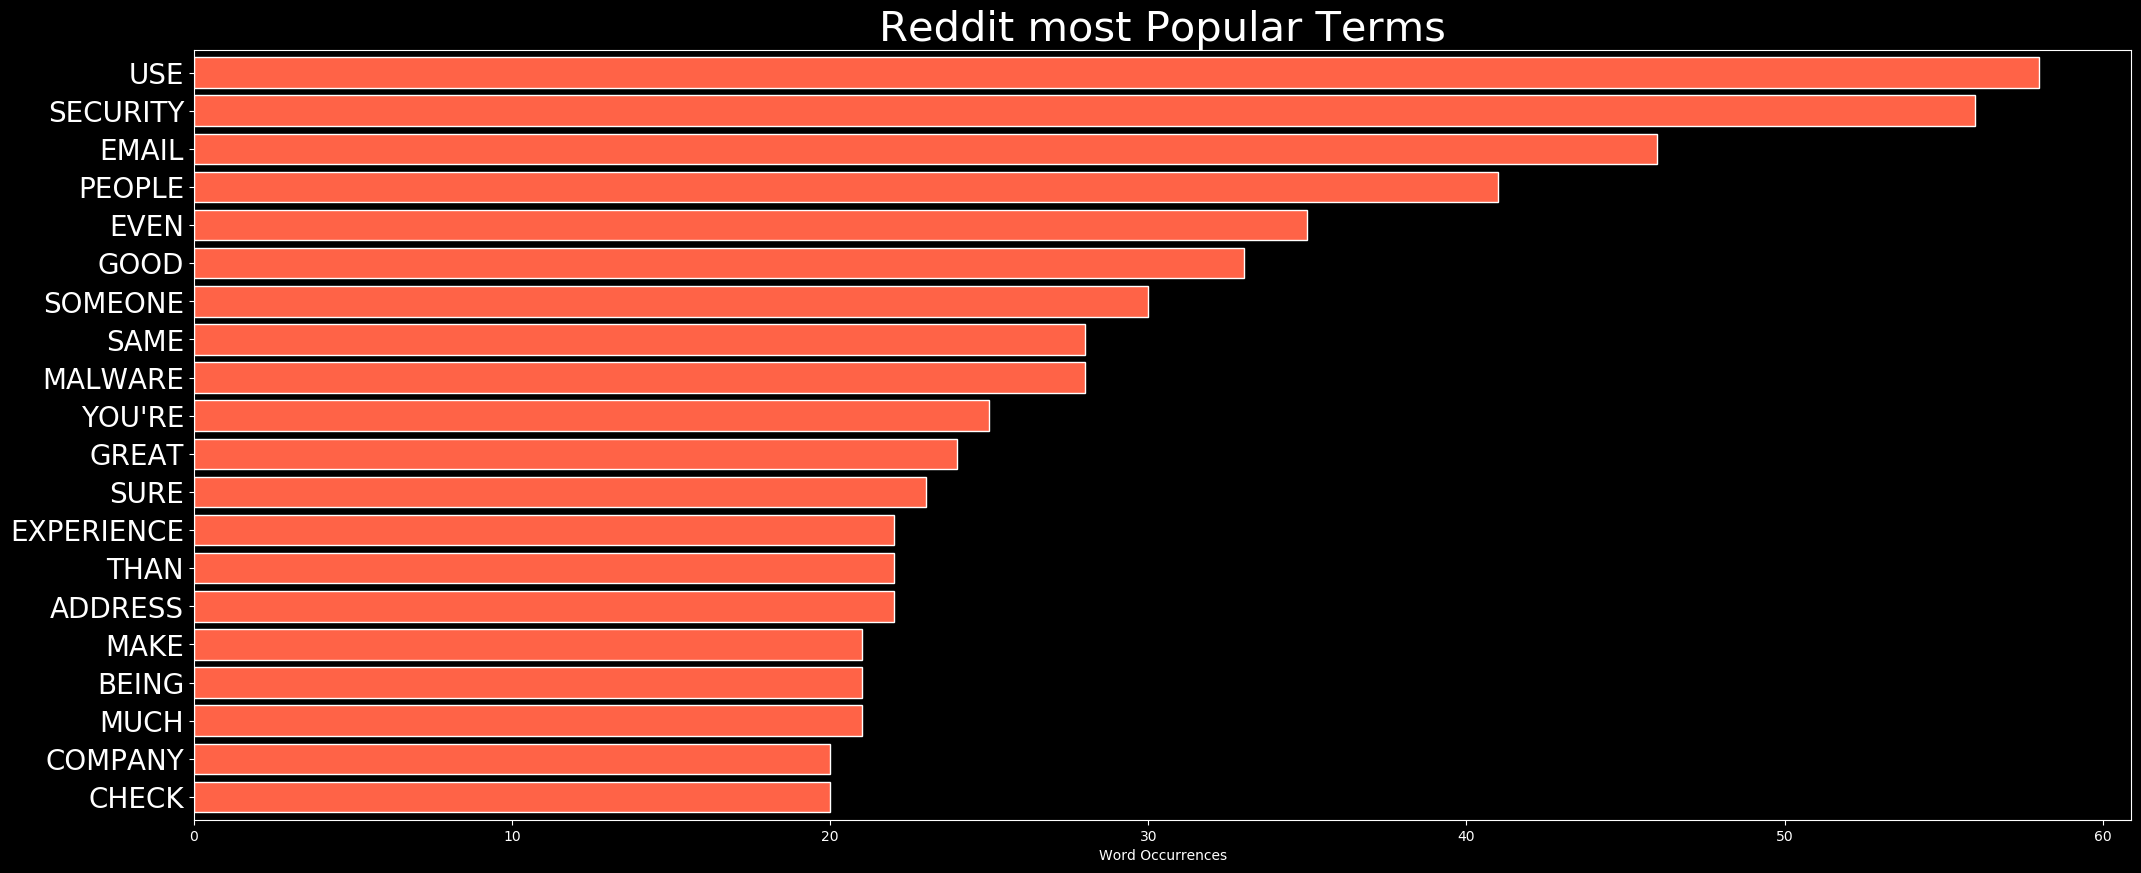 Reddit most Popular Terms
USE
SECURITY
EMAIL
PEOPLE
EVEN
GOOD
SOMEONE
SAME
MALWARE
YOU'RE
GREAT
SURE
EXPERIENCE
THAN
ADDRESS
MAKE
BEING
MUCH
COMPANY
CHECK
0 10 20 30 40 50 60
Word Occurrences